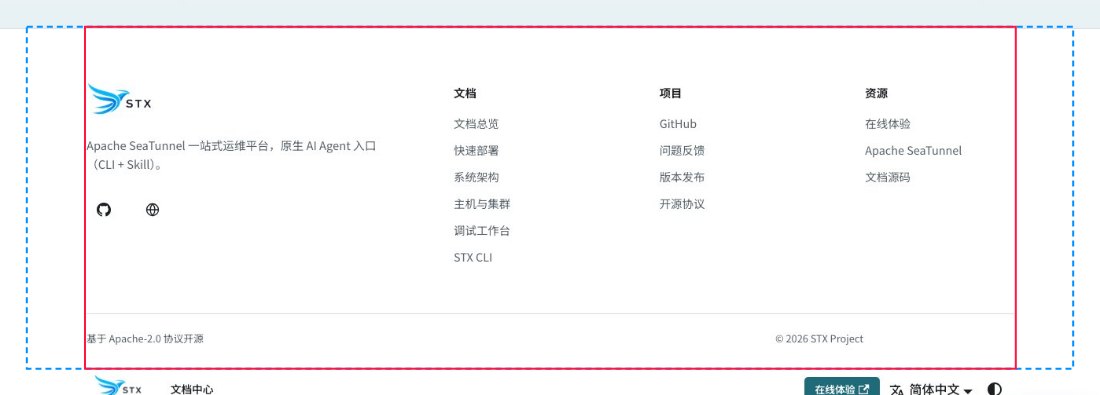 STX
Apache SeaTunnel 一站式运维平台，原生 AI Agent 入口
（CLI + Skill）。
文档
文档总览
快速部署
系统架构
主机与集群
调试工作台
STX CLI
项目
GitHub
问题反馈
版本发布
开源协议
资源
在线体验
Apache SeaTunnel
文档源码
基于 Apache-2.0 协议开源
© 2026 STX Project
STX
文档中心
在线体验
简体中文